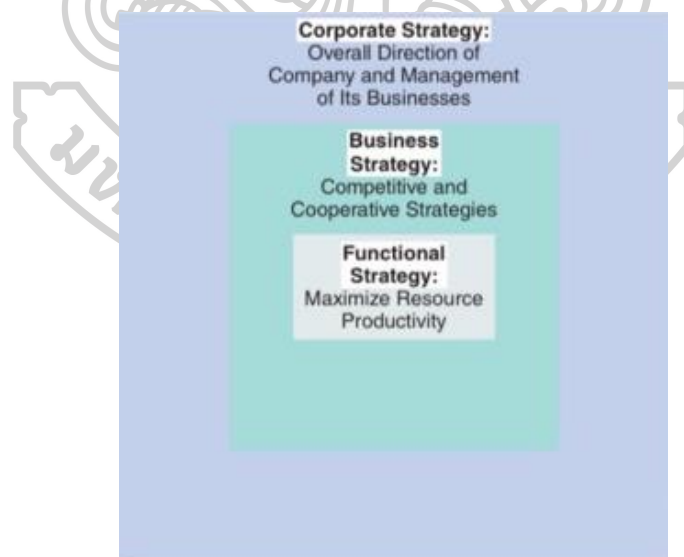 Corporate Strategy:
Overall Direction of
Company and Management
of Its Businesses
Business
Strategy:
Competitive and
Cooperative Strategies
Functional
Strategy:
Maximize Resource
Productivity